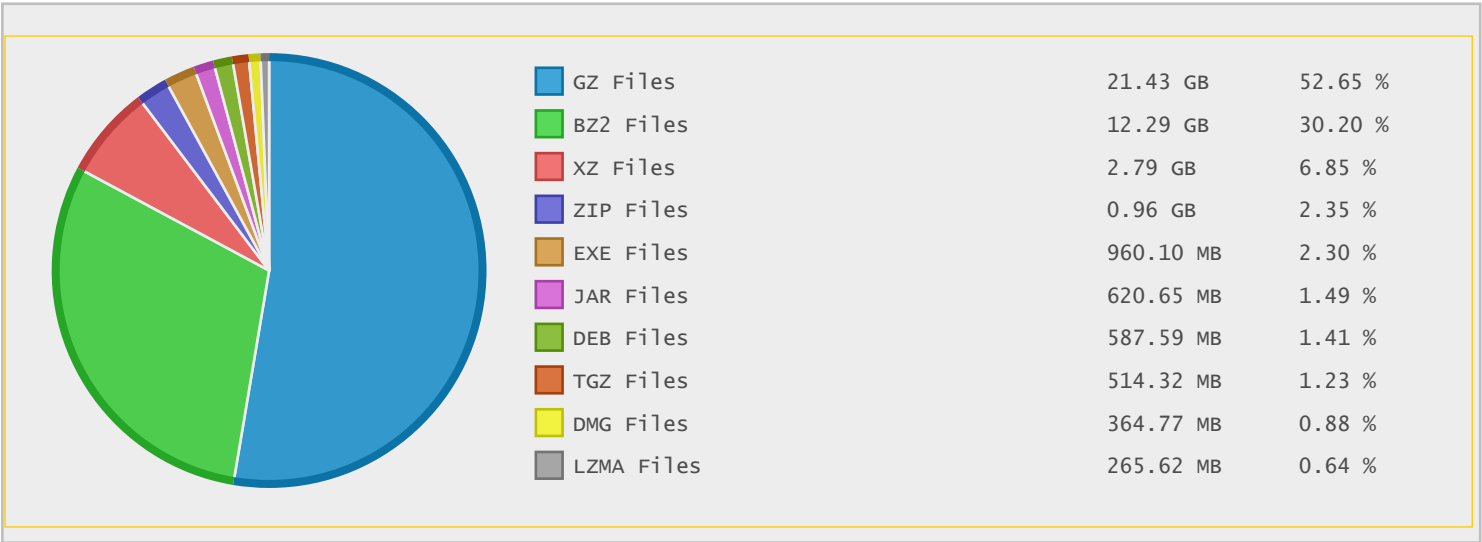 GZ Files 21.43 GB 52.65 %
BZ2 Files 12.29 GB 30.20 %
XZ Files 2.79 GB 6.85 %
ZIP Files 0.96 GB 2.35 %
EXE Files 960.10 MB 2.30 %
JAR Files 620.65 MB 1.49 %
DEB Files 587.59 MB 1.41 %
TGZ Files 514.32 MB 1.23 %
DMG Files 364.77 MB 0.88 %
LZMA Files 265.62 MB 0.64 %